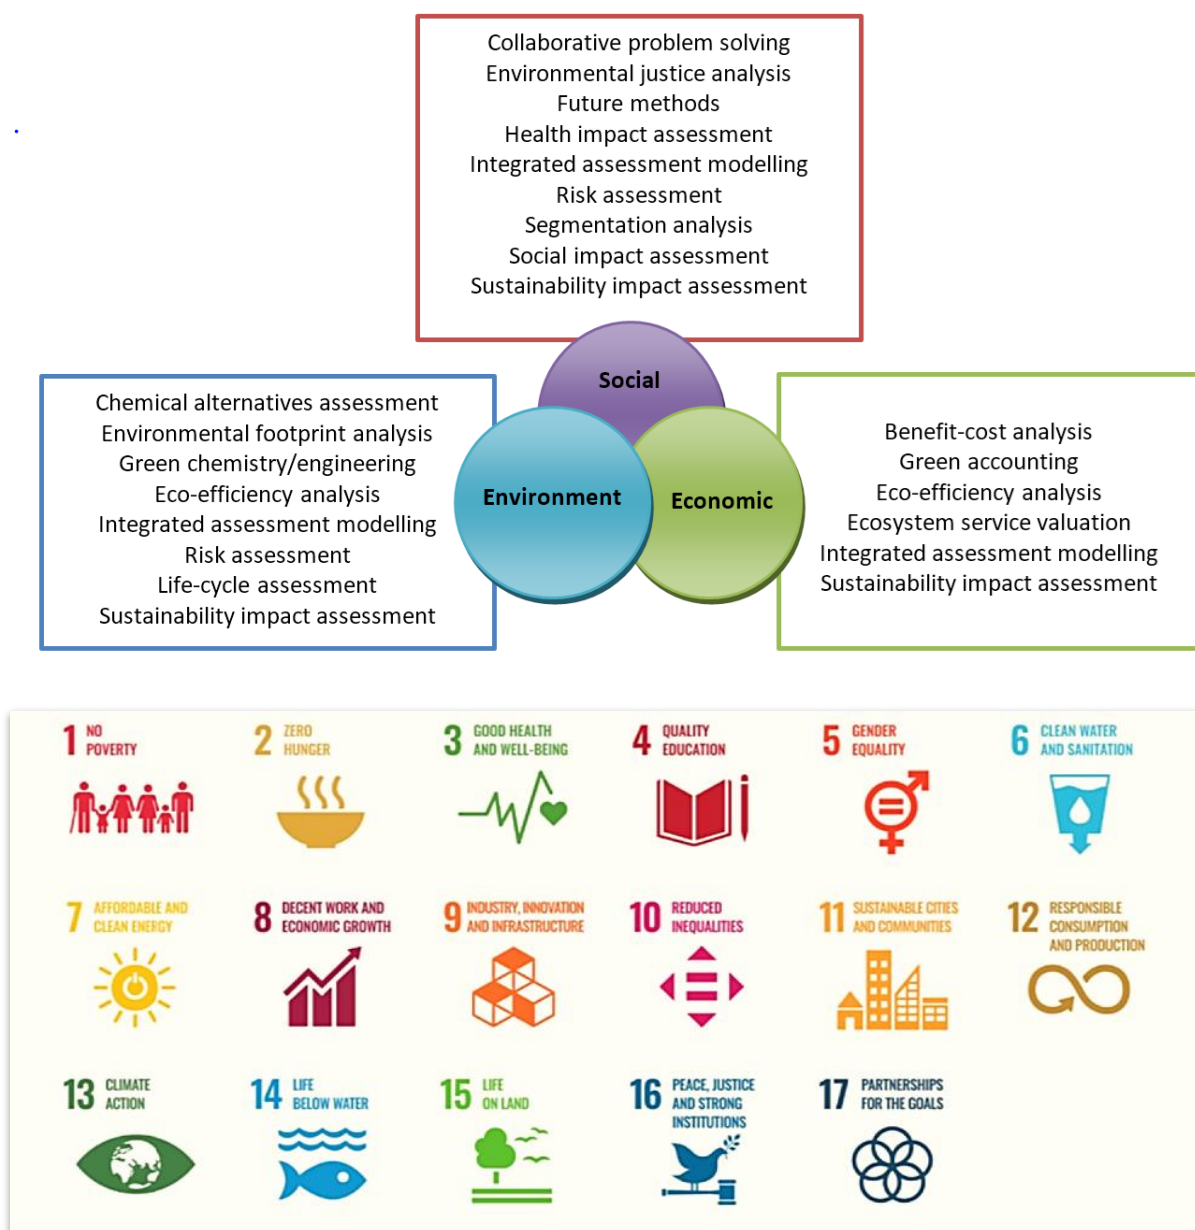 Collaborative problem solving
Environmental justice analysis
Future methods
Health impact assessment
Integrated assessment modelling
Risk assessment
Segmentation analysis
Social impact assessment
Sustainability impact assessment
Social
Environment
Economic
Chemical alternatives assessment
Environmental footprint analysis
Green chemistry/engineering
Eco-efficiency analysis
Integrated assessment modelling
Risk assessment
Life-cycle assessment
Sustainability impact assessment
Benefit-cost analysis
Green accounting
Eco-efficiency analysis
Ecosystem service valuation
Integrated assessment modelling
Sustainability impact assessment
1 NO
POVERTY
2 ZERO
HUNGER
3 GOOD HEALTH
AND WELL-BEING
4 QUALITY
EDUCATION
5 GENDER
EQUALITY
6 CLEAN WATER
AND SANITATION
7 AFFORDABLE AND
CLEAN ENERGY
8 DECENT WORK AND
ECONOMIC GROWTH
9 INDUSTRY, INNOVATION
AND INFRASTRUCTURE
10 REDUCED
INEQUALITIES
11 SUSTAINABLE CITIES
AND COMMUNITIES
12 RESPONSIBLE
CONSUMPTION
AND PRODUCTION
13 CLIMATE
ACTION
14 LIFE
BELOW WATER
15 LIFE
ON LAND
16 PEACE, JUSTICE
AND STRONG
INSTITUTIONS
17 PARTNERSHIPS
FOR THE GOALS